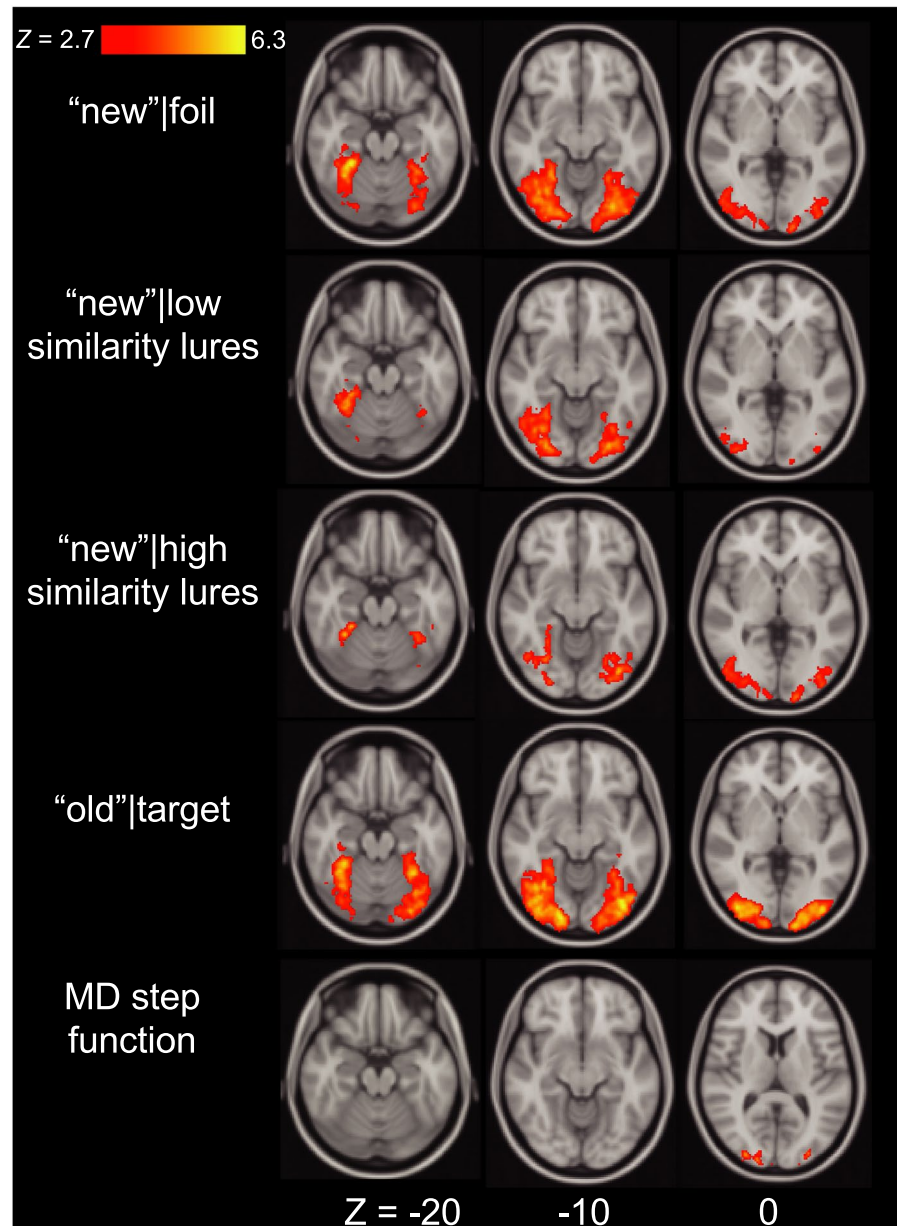 Z = 2.7 6.3
“new”|foil
“new”|low
similarity lures
“new”|high
similarity lures
“old”|target
MD step
function
Z = -20 -10 0